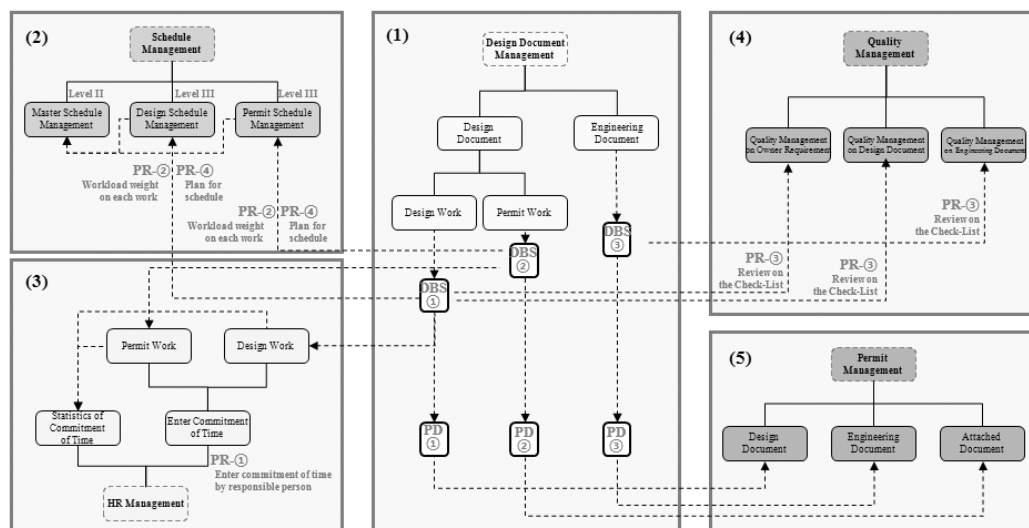 (2)
Schedule
Management
Level II
Level III
Level III
Master Schedule
Management
Design Schedule
Management
Permit Schedule
Management
PR-②
Workload weight
on each work
PR-④
Plan for
schedule
PR-②
Workload weight
on each work
PR-④
Plan for
schedule
(3)
Permit Work
Design Work
Statistics of
Commitment
of Time
Enter Commitment
of Time
PR-①
Enter commitment of time
by responsible person
HR Management
(1)
Design Document
Management
Design
Document
Engineering
Document
Design Work
Permit Work
DBS
③
DBS
②
DBS
①
PD
①
PD
②
PD
③
(4)
Quality
Management
Quality Management
on Owner Requirement
Quality Management
on Design Document
Quality Management
on Engineering Document
PR-③
Review on
the Check-List
PR-③
Review on
the Check-List
PR-③
Review on
the Check-List
(5)
Permit
Management
Design
Document
Engineering
Document
Attached
Document